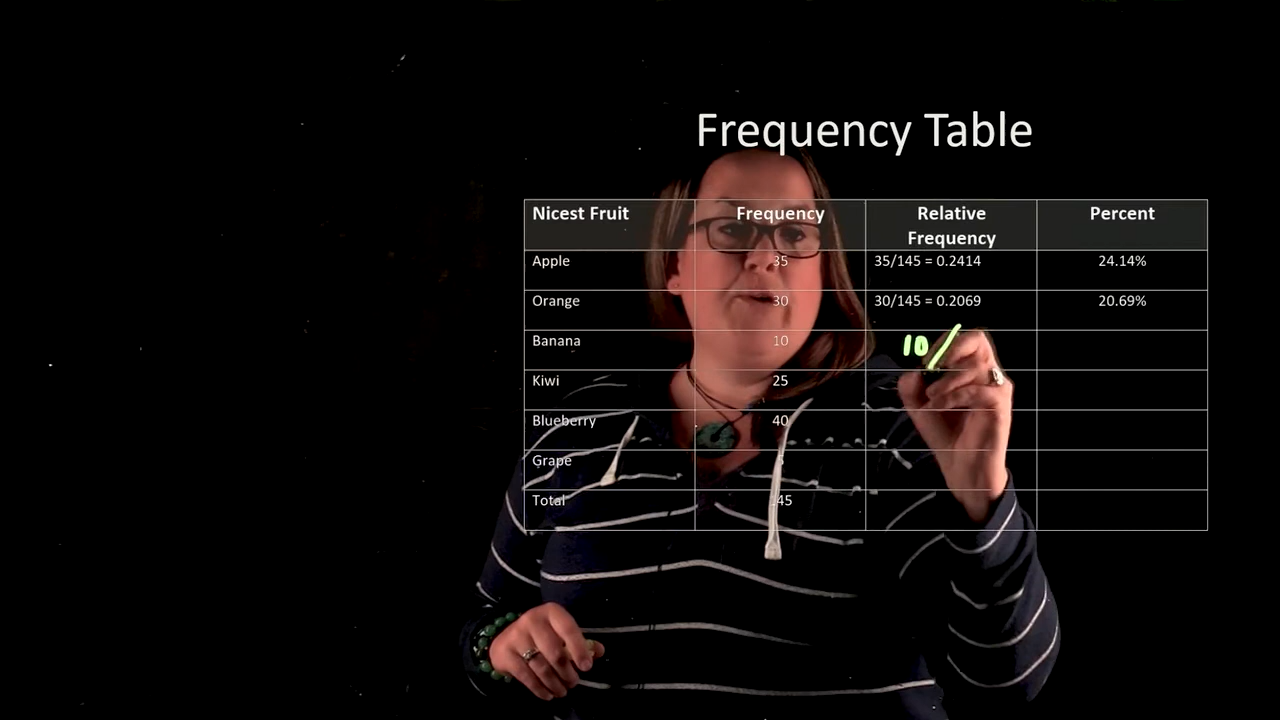 Frequency Table
Nicest Fruit Frequency Relative Frequency Percent
Apple 35 35/145 = 0.2414 24.14%
Orange 30 30/145 = 0.2069 20.69%
Banana 10 10/
Kiwi 25
Blueberry 40
Grape
Total 45